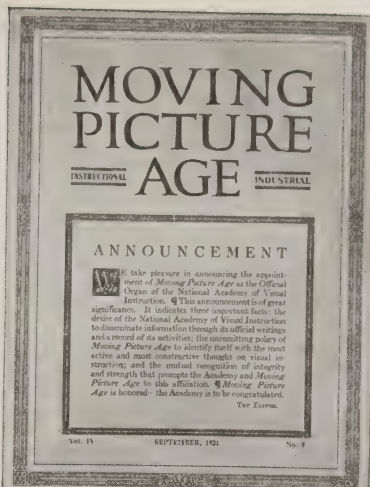 MOVING
PICTURE
INSTRUCTIONAL AGE INDUSTRIAL
ANNOUNCEMENT
WE take pleasure in announcing the appoint-
ment of Moving Picture Age as the Official
Organ of the National Academy of Visual
Instruction. ¶ This announcement is of great
significance. It indicates three important facts: the
desire of the National Academy of Visual Instruction
to disseminate information through its official writings
and a record of its activities; the unremitting policy of
Moving Picture Age to identify itself with the most
active and most constructive thought on visual in-
struction; and the mutual recognition of integrity
and strength that prompts the Academy and Moving
Picture Age to this affiliation. ¶ Moving Picture
Age is honored—the Academy is to be congratulated.
THE EDITOR.
Vol. IV SEPTEMBER, 1921 No. 9